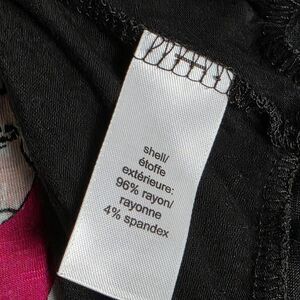 shell/
étoffe
extérieure:
96% rayon/
rayonne
4% spandex